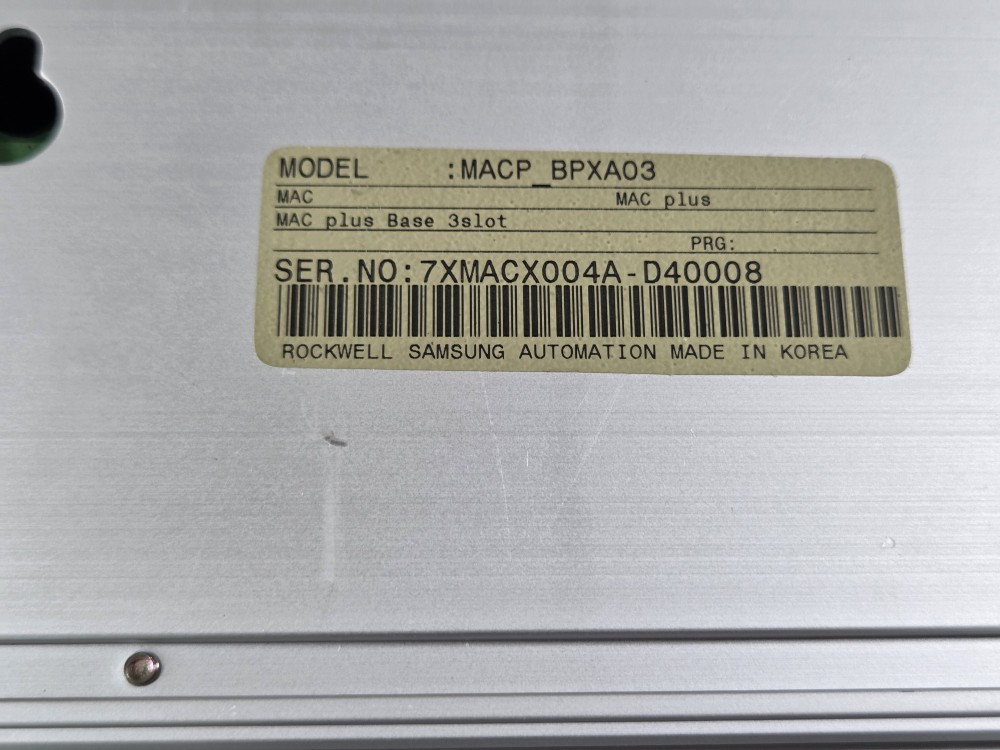 MODEL :MACP_BPXA03
MAC MAC plus
MAC plus Base 3slot
PRG:
SER.NO:7XMACX004A-D40008
ROCKWELL SAMSUNG AUTOMATION MADE IN KOREA